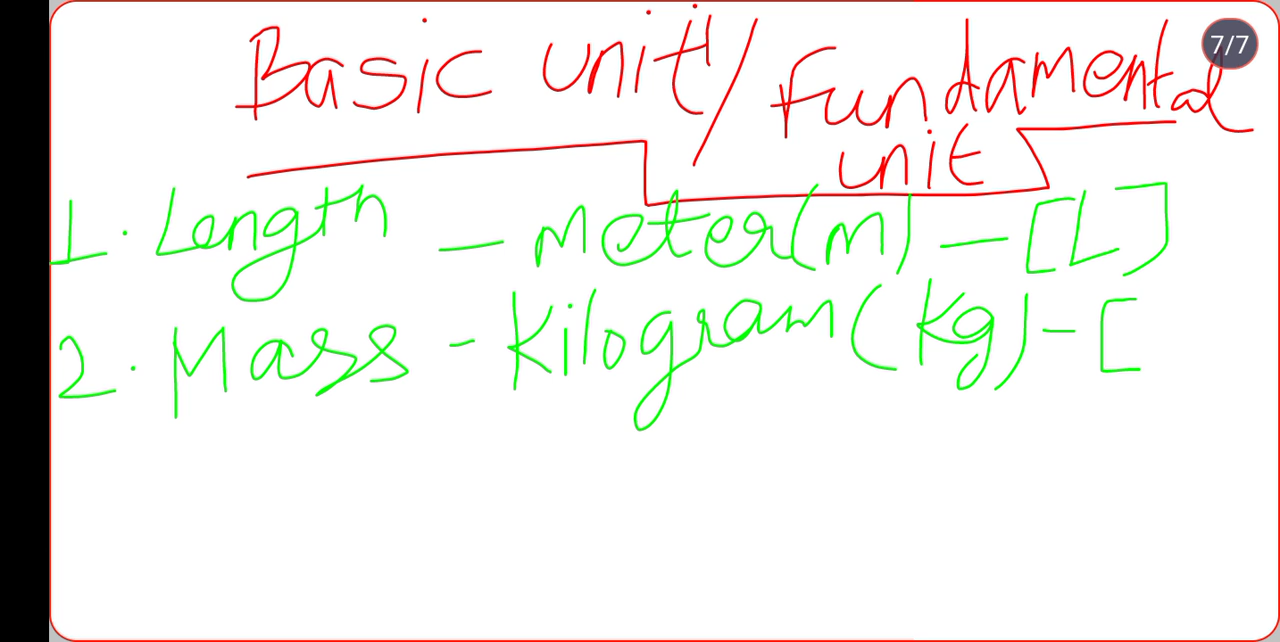 Basic unit/ Fundamental
unit
7/7
1. Length — Meter(m) — [L]
2. Mass - Kilogram (kg) - [